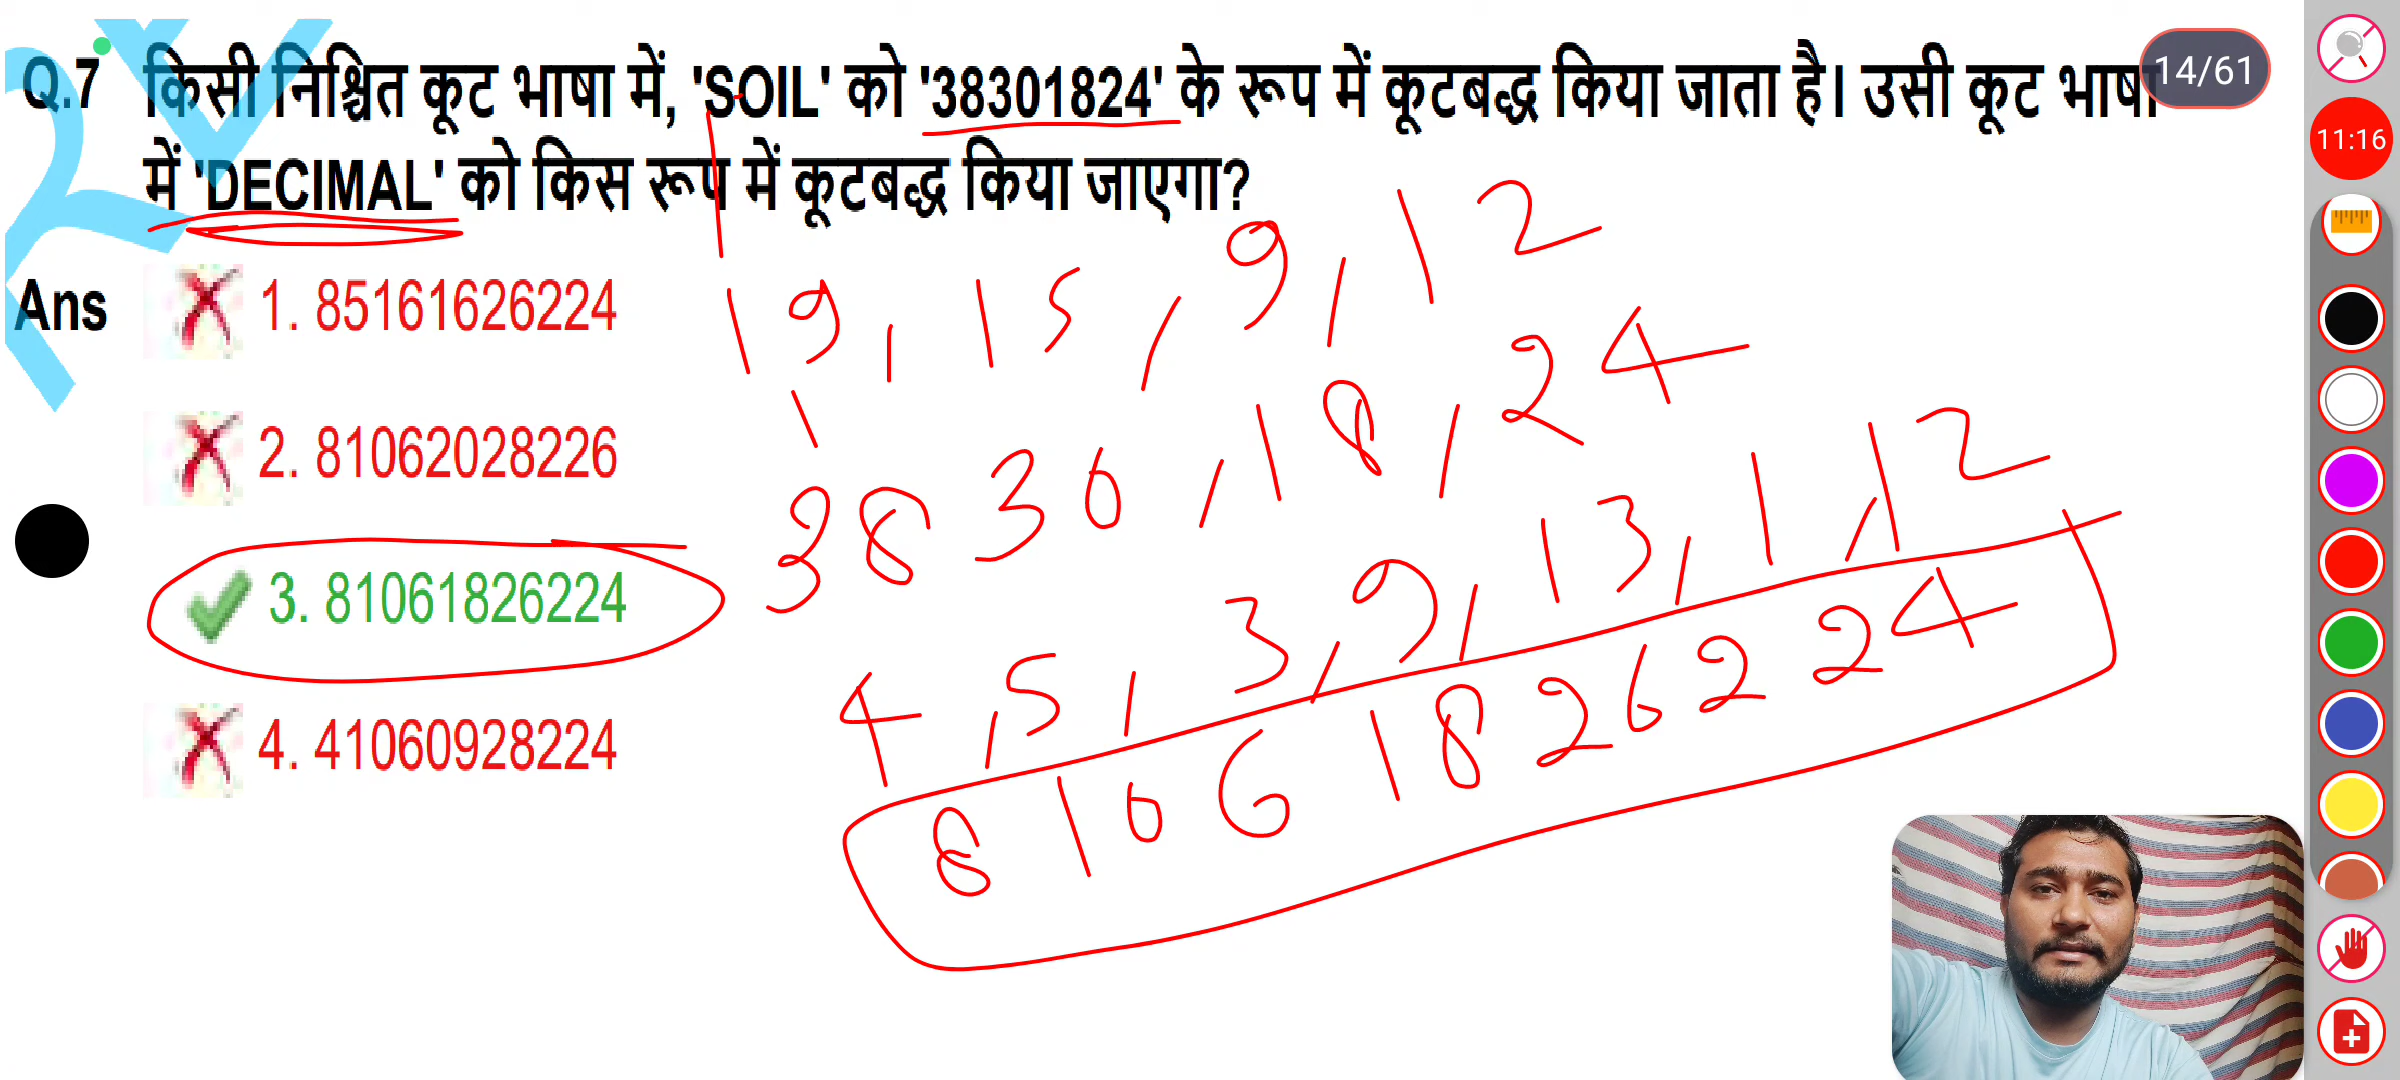 Q.7 किसी निश्चित कूट भाषा में, 'SOIL' को '38301824' के रूप में कूटबद्ध किया जाता है। उसी कूट भाषा
में 'DECIMAL' को किस रूप में कूटबद्ध किया जाएगा?
14/61
11:16
Ans 1. 85161626224
2. 81062028226
3. 81061826224
4. 41060928224
19, 15, 9, 12
38 30, 18, 24
4, 5, 3, 9, 13, 1, 12
8 10 6 18 26 2 24